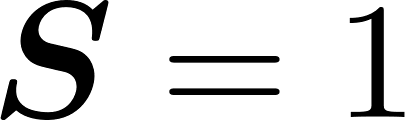 S = 1